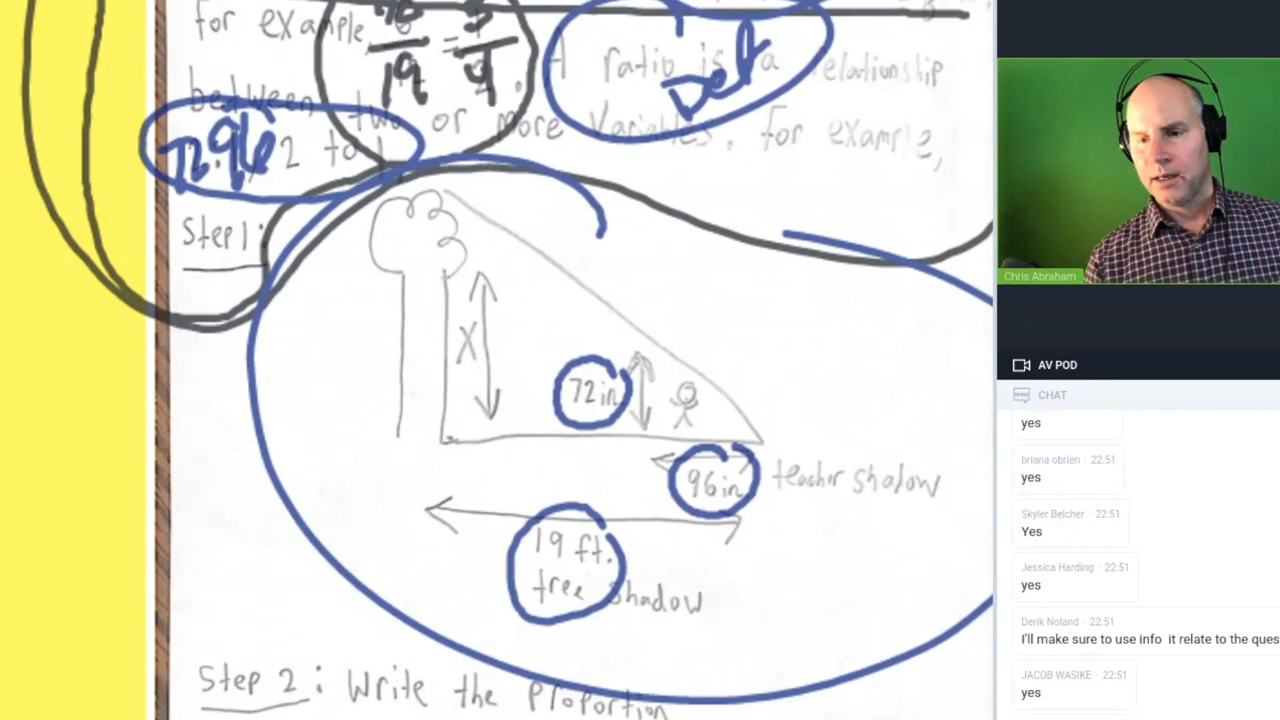 for example
19 9
. A ratio is a relationship
Def
between two or more Variables. for example,
72:96 2 to 1
Step 1:
X
72 in
96 in
teacher shadow
19 ft.
tree shadow
Step 2: Write the Proportion
Chris Abraham
AV POD
CHAT
yes
briana obrien 22:51
yes
Skyler Belcher 22:51
Yes
Jessica Harding 22:51
yes
Derik Noland 22:51
I'll make sure to use info it relate to the ques
JACOB WASIKE 22:51
yes